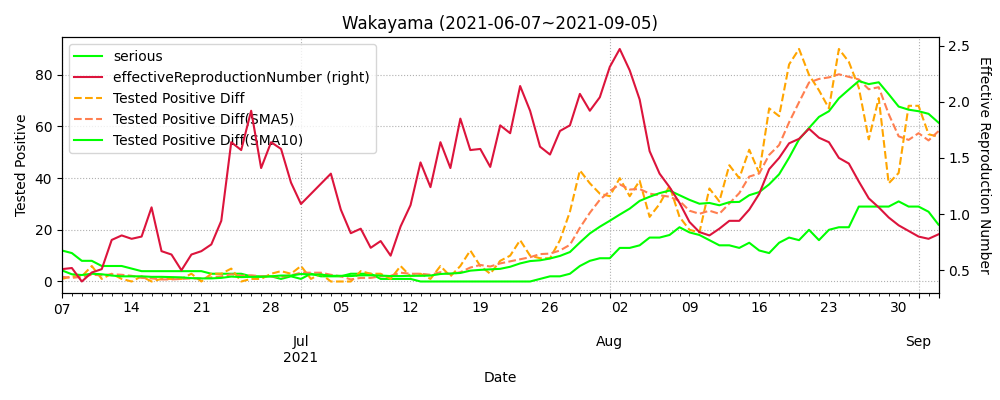 Wakayama (2021-06-07~2021-09-05)
serious
effectiveReproductionNumber (right)
Tested Positive Diff
Tested Positive Diff(SMA5)
Tested Positive Diff(SMA10)
Tested Positive
80
60
40
20
0
2.5
2.0
1.5
1.0
0.5
Effective Reproduction Number
07 14 21 28 05 12 19 26 02 09 16 23 30
Jul Aug Sep
2021
Date